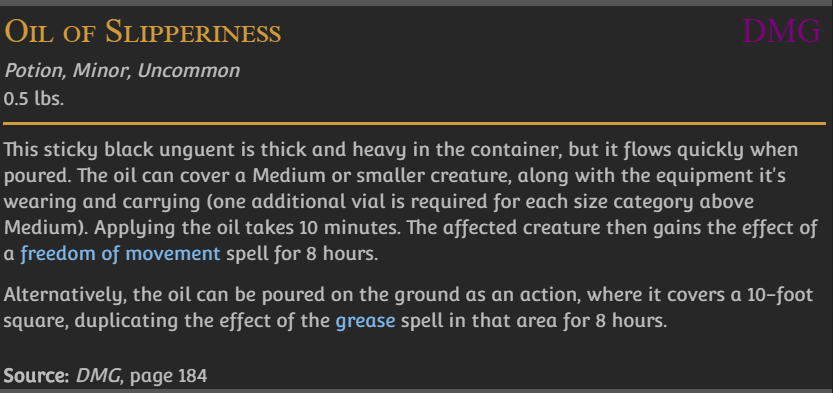 Oil of Slipperiness DMG
Potion, Minor, Uncommon
0.5 lbs.
This sticky black unguent is thick and heavy in the container, but it flows quickly when
poured. The oil can cover a Medium or smaller creature, along with the equipment it's
wearing and carrying (one additional vial is required for each size category above
Medium). Applying the oil takes 10 minutes. The affected creature then gains the effect of
a freedom of movement spell for 8 hours.
Alternatively, the oil can be poured on the ground as an action, where it covers a 10-foot
square, duplicating the effect of the grease spell in that area for 8 hours.
Source: DMG, page 184